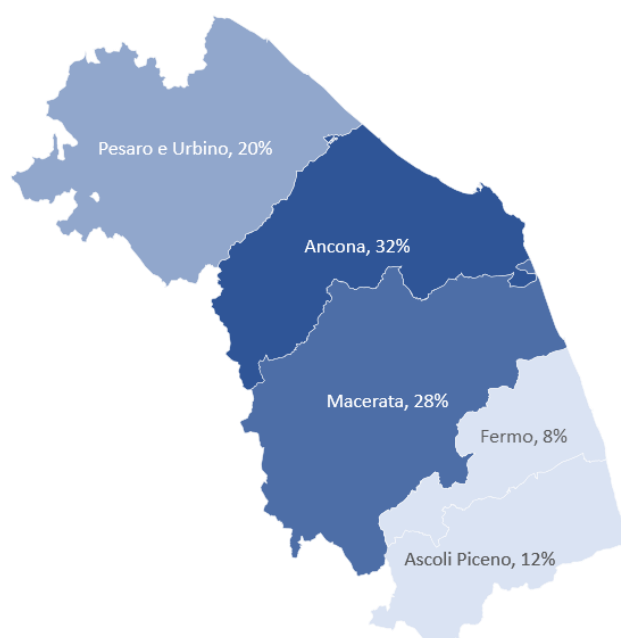 Pesaro e Urbino, 20%
Ancona, 32%
Macerata, 28%
Fermo, 8%
Ascoli Piceno, 12%